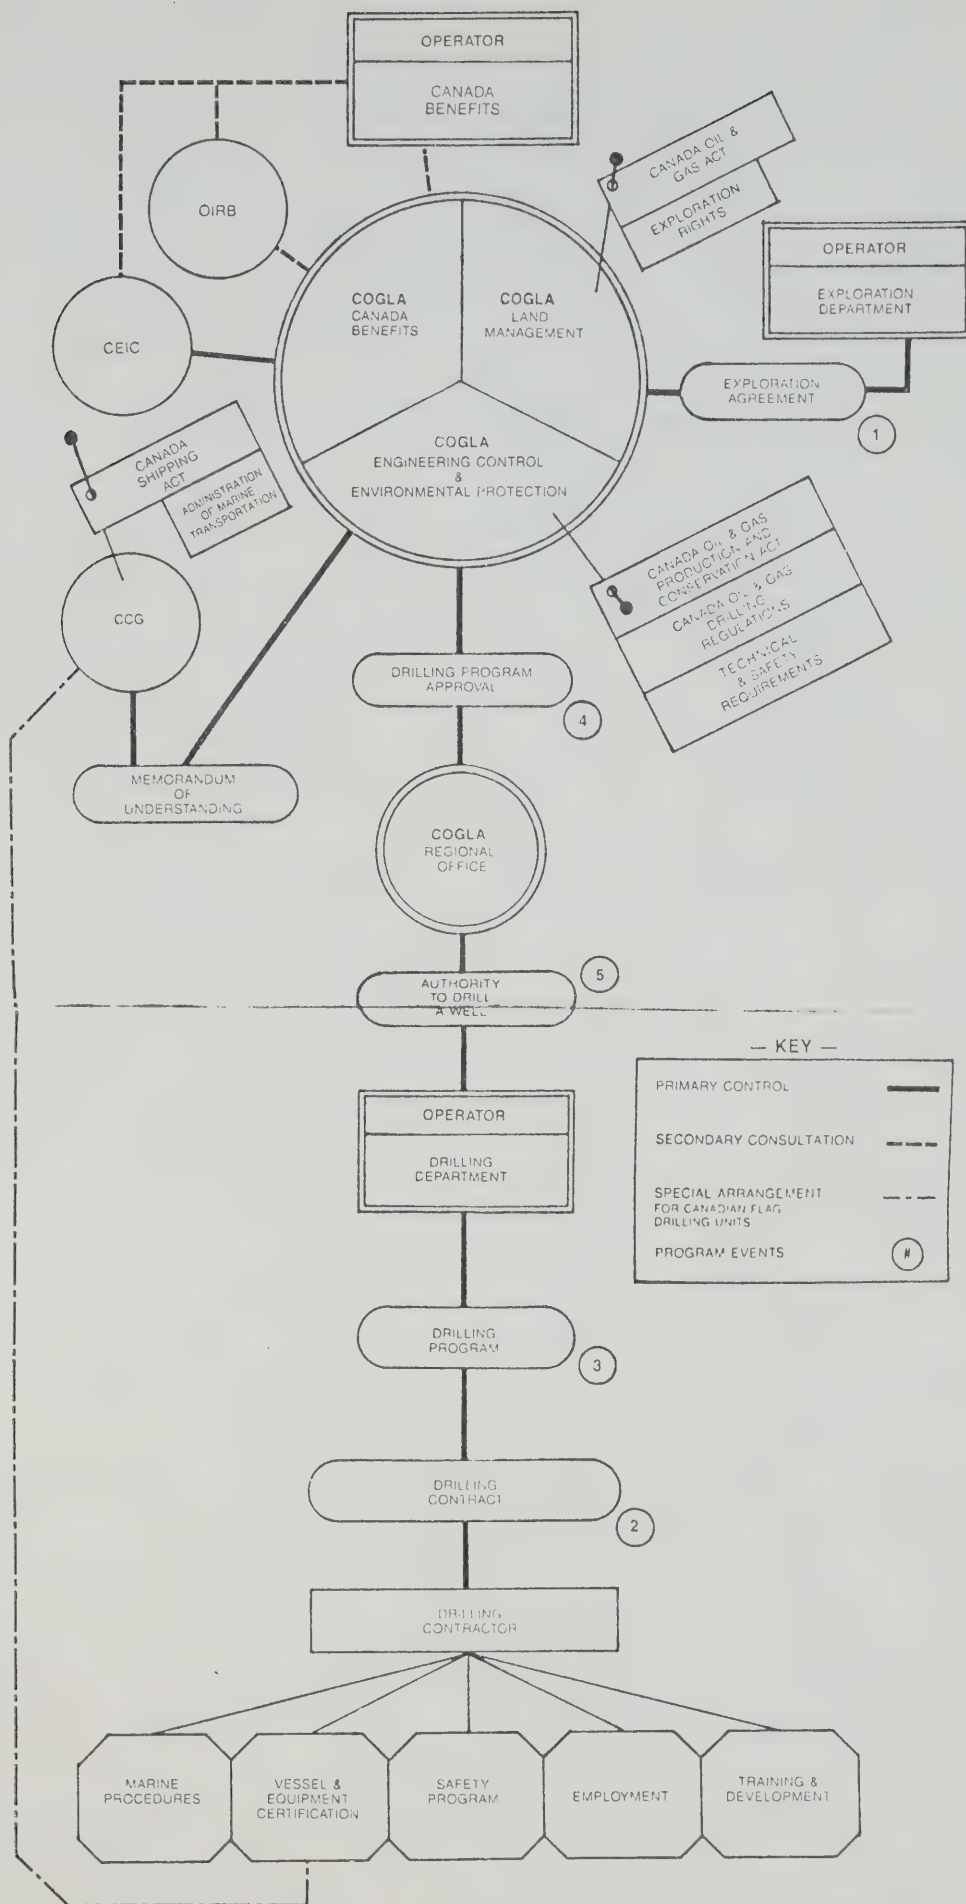 OPERATOR
CANADA
BENEFITS
OIRB
CANADA OIL &
GAS ACT
EXPLORATION
RIGHTS
OPERATOR
EXPLORATION
DEPARTMENT
COGLA
CANADA
BENEFITS
COGLA
LAND
MANAGEMENT
CEIC
EXPLORATION
AGREEMENT
1
CANADA
SHIPPING
ACT
ADMINISTRATION
OF MARINE
TRANSPORTATION
COGLA
ENGINEERING CONTROL
&
ENVIRONMENTAL PROTECTION
CANADA OIL & GAS
PRODUCTION AND
CONSERVATION ACT
CANADA OIL & GAS
DRILLING
REGULATIONS
TECHNICAL
& SAFETY
REQUIREMENTS
CCG
DRILLING PROGRAM
APPROVAL
4
MEMORANDUM
OF
UNDERSTANDING
COGLA
REGIONAL
OFFICE
AUTHORITY
TO DRILL
A WELL
5
— KEY —
PRIMARY CONTROL
SECONDARY CONSULTATION
SPECIAL ARRANGEMENT
FOR CANADIAN FLAG
DRILLING UNITS
PROGRAM EVENTS
#
OPERATOR
DRILLING
DEPARTMENT
DRILLING
PROGRAM
3
DRILLING
CONTRACT
2
DRILLING
CONTRACTOR
MARINE
PROCEDURES
VESSEL &
EQUIPMENT
CERTIFICATION
SAFETY
PROGRAM
EMPLOYMENT
TRAINING &
DEVELOPMENT